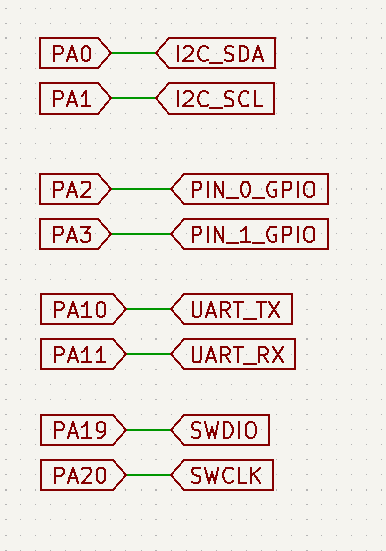 PA0 I2C_SDA
PA1 I2C_SCL
PA2 PIN_0_GPIO
PA3 PIN_1_GPIO
PA10 UART_TX
PA11 UART_RX
PA19 SWDIO
PA20 SWCLK